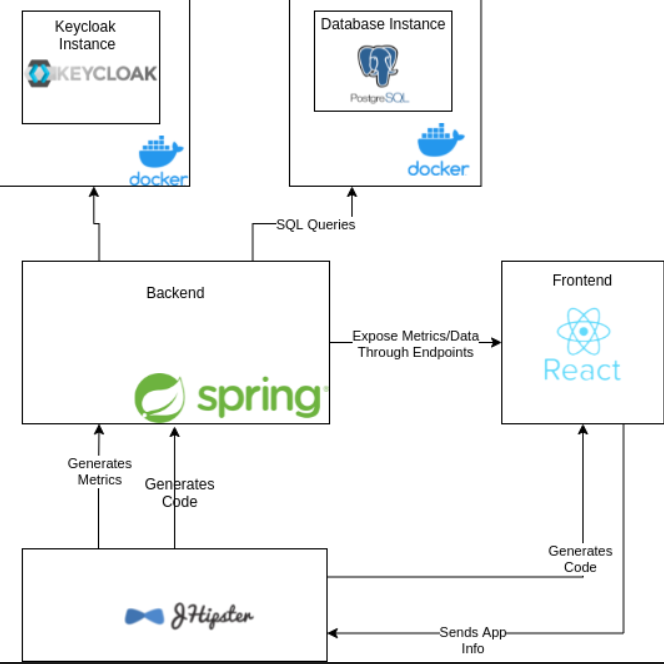 Keycloak
Instance
KEYCLOAK
docker
Database Instance
PostgreSQL
docker
SQL Queries
Backend
spring
Expose Metrics/Data
Through Endpoints
Frontend
React
Generates
Metrics
Generates
Code
Generates
Code
JHipster
Sends App
Info